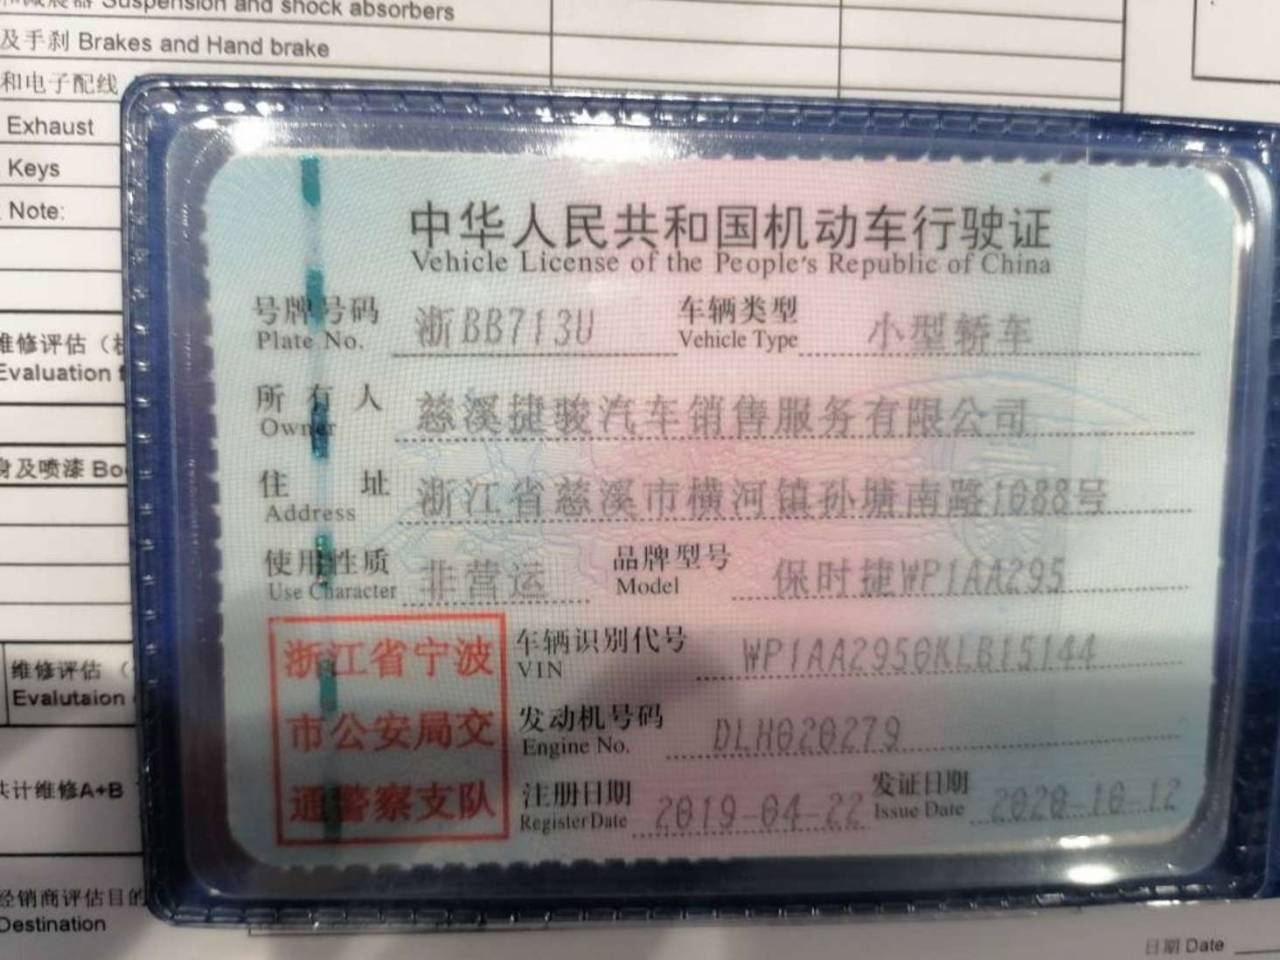 Suspension and shock absorbers
及手刹 Brakes and Hand brake
和电子配线
Exhaust
Keys
Note:
维修评估
Evaluation
身及喷漆 Bo
维修评估（
Evalutaion
共计维修A+B
经销商评估目的
Destination
日期 Date
中华人民共和国机动车行驶证
Vehicle License of the People's Republic of China
号牌号码 浙BB713U 车辆类型 小型轿车
Plate No. Vehicle Type
所有人 慈溪捷骏汽车销售服务有限公司
Owner
住址 浙江省慈溪市横河镇孙塘南路1088号
Address
使用性质 非营运 品牌型号 保时捷WP1AA295
Use Character Model
浙江省宁波
市公安局交
通警察支队
车辆识别代号 WP1AA2950KLB15144
VIN
发动机号码 DLH020279
Engine No.
注册日期 2019-04-22 发证日期 2020-10-12
Register Date Issue Date